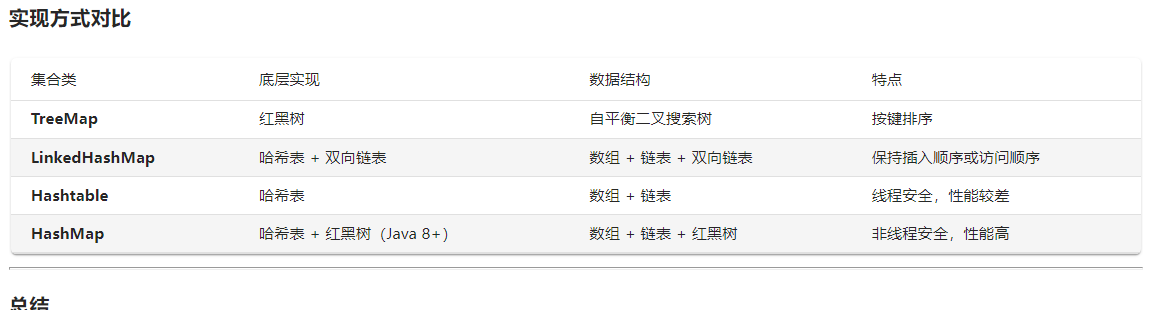 实现方式对比
集合类 底层实现 数据结构 特点
TreeMap 红黑树 自平衡二叉搜索树 按键排序
LinkedHashMap 哈希表 + 双向链表 数组 + 链表 + 双向链表 保持插入顺序或访问顺序
Hashtable 哈希表 数组 + 链表 线程安全，性能较差
HashMap 哈希表 + 红黑树（Java 8+） 数组 + 链表 + 红黑树 非线程安全，性能高
总结